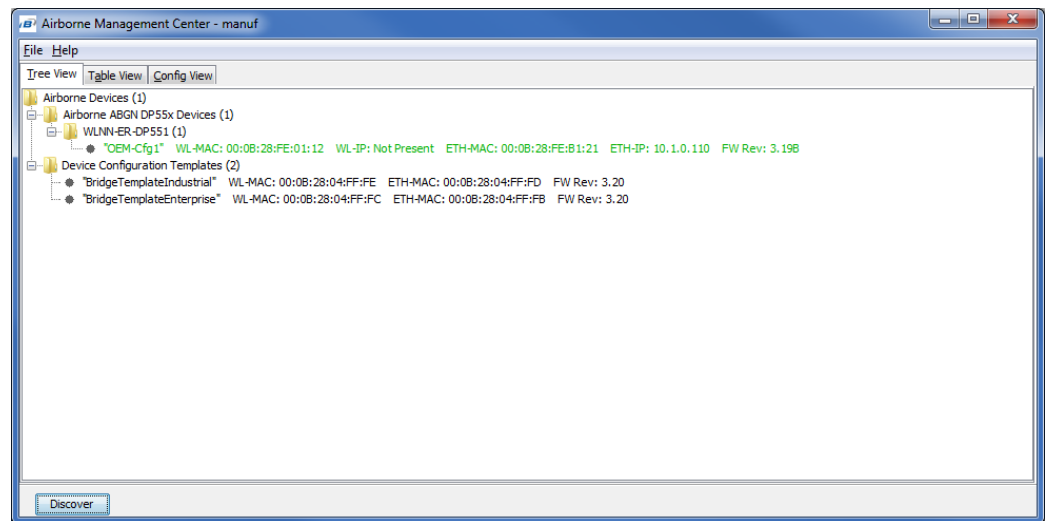 Airborne Management Center - manuf
File Help
Tree View Table View Config View
Airborne Devices (1)
Airborne ABGN DP55x Devices (1)
WLNN-ER-DP551 (1)
"OEM-Cfg1" WL-MAC: 00:0B:28:FE:01:12 WL-IP: Not Present ETH-MAC: 00:0B:28:FE:B1:21 ETH-IP: 10.1.0.110 FW Rev: 3.19B
Device Configuration Templates (2)
"BridgeTemplateIndustrial" WL-MAC: 00:0B:28:04:FF:FE ETH-MAC: 00:0B:28:04:FF:FD FW Rev: 3.20
"BridgeTemplateEnterprise" WL-MAC: 00:0B:28:04:FF:FC ETH-MAC: 00:0B:28:04:FF:FB FW Rev: 3.20
Discover